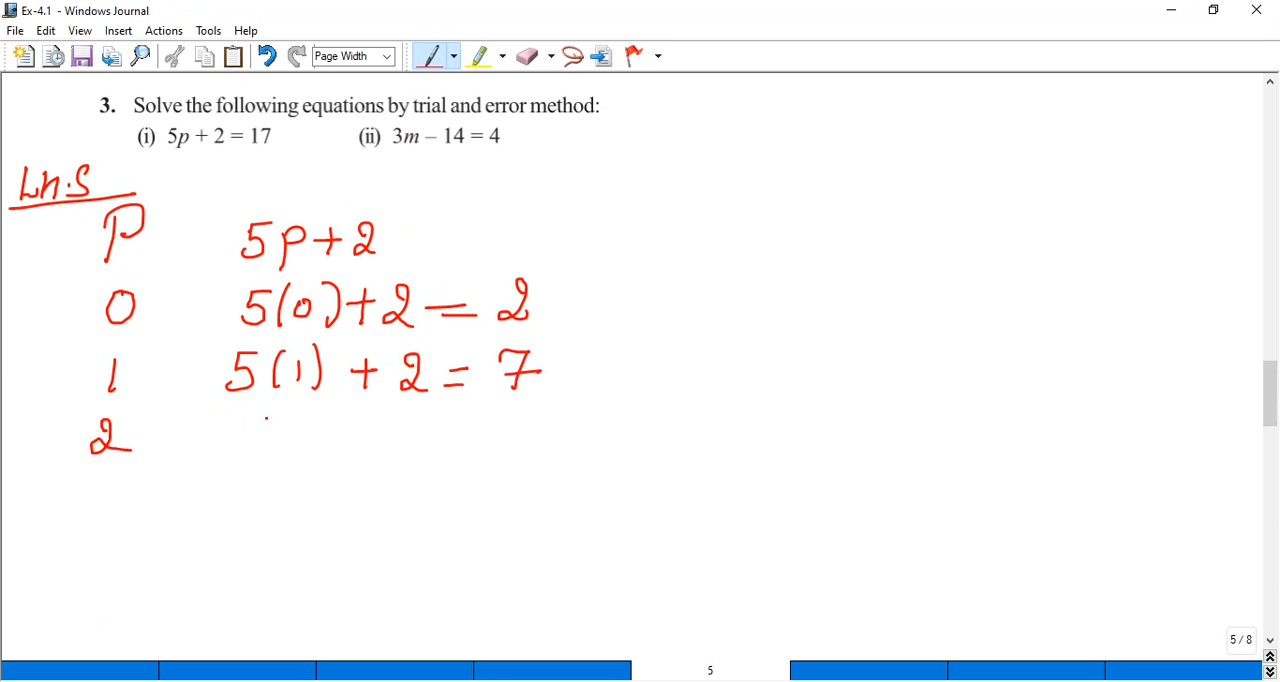 Ex-4.1 - Windows Journal
File Edit View Insert Actions Tools Help
Page Width
3. Solve the following equations by trial and error method:
(i) 5p + 2 = 17 (ii) 3m – 14 = 4
LH.S
P 5p+2
0 5(0)+2=2
1 5(1)+2=7
2
5 / 8
5